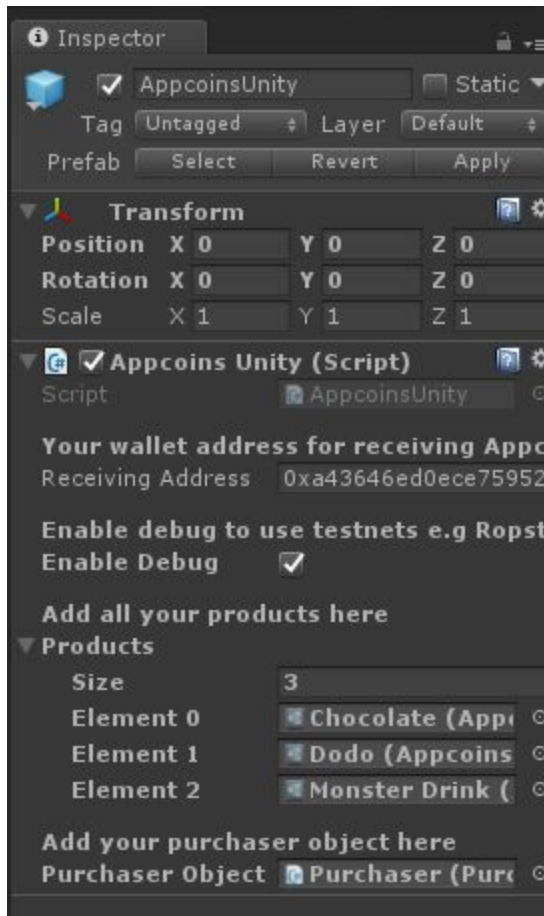 Inspector
AppcoinsUnity Static
Tag Untagged Layer Default
Prefab Select Revert Apply
Transform
Position X 0 Y 0 Z 0
Rotation X 0 Y 0 Z 0
Scale X 1 Y 1 Z 1
Appcoins Unity (Script)
Script AppcoinsUnity
Your wallet address for receiving Appc
Receiving Address 0xa43646ed0ece75952
Enable debug to use testnets e.g Ropst
Enable Debug
Add all your products here
Products
Size 3
Element 0 Chocolate (Appc
Element 1 Dodo (Appcoins
Element 2 Monster Drink (
Add your purchaser object here
Purchaser Object Purchaser (Purc